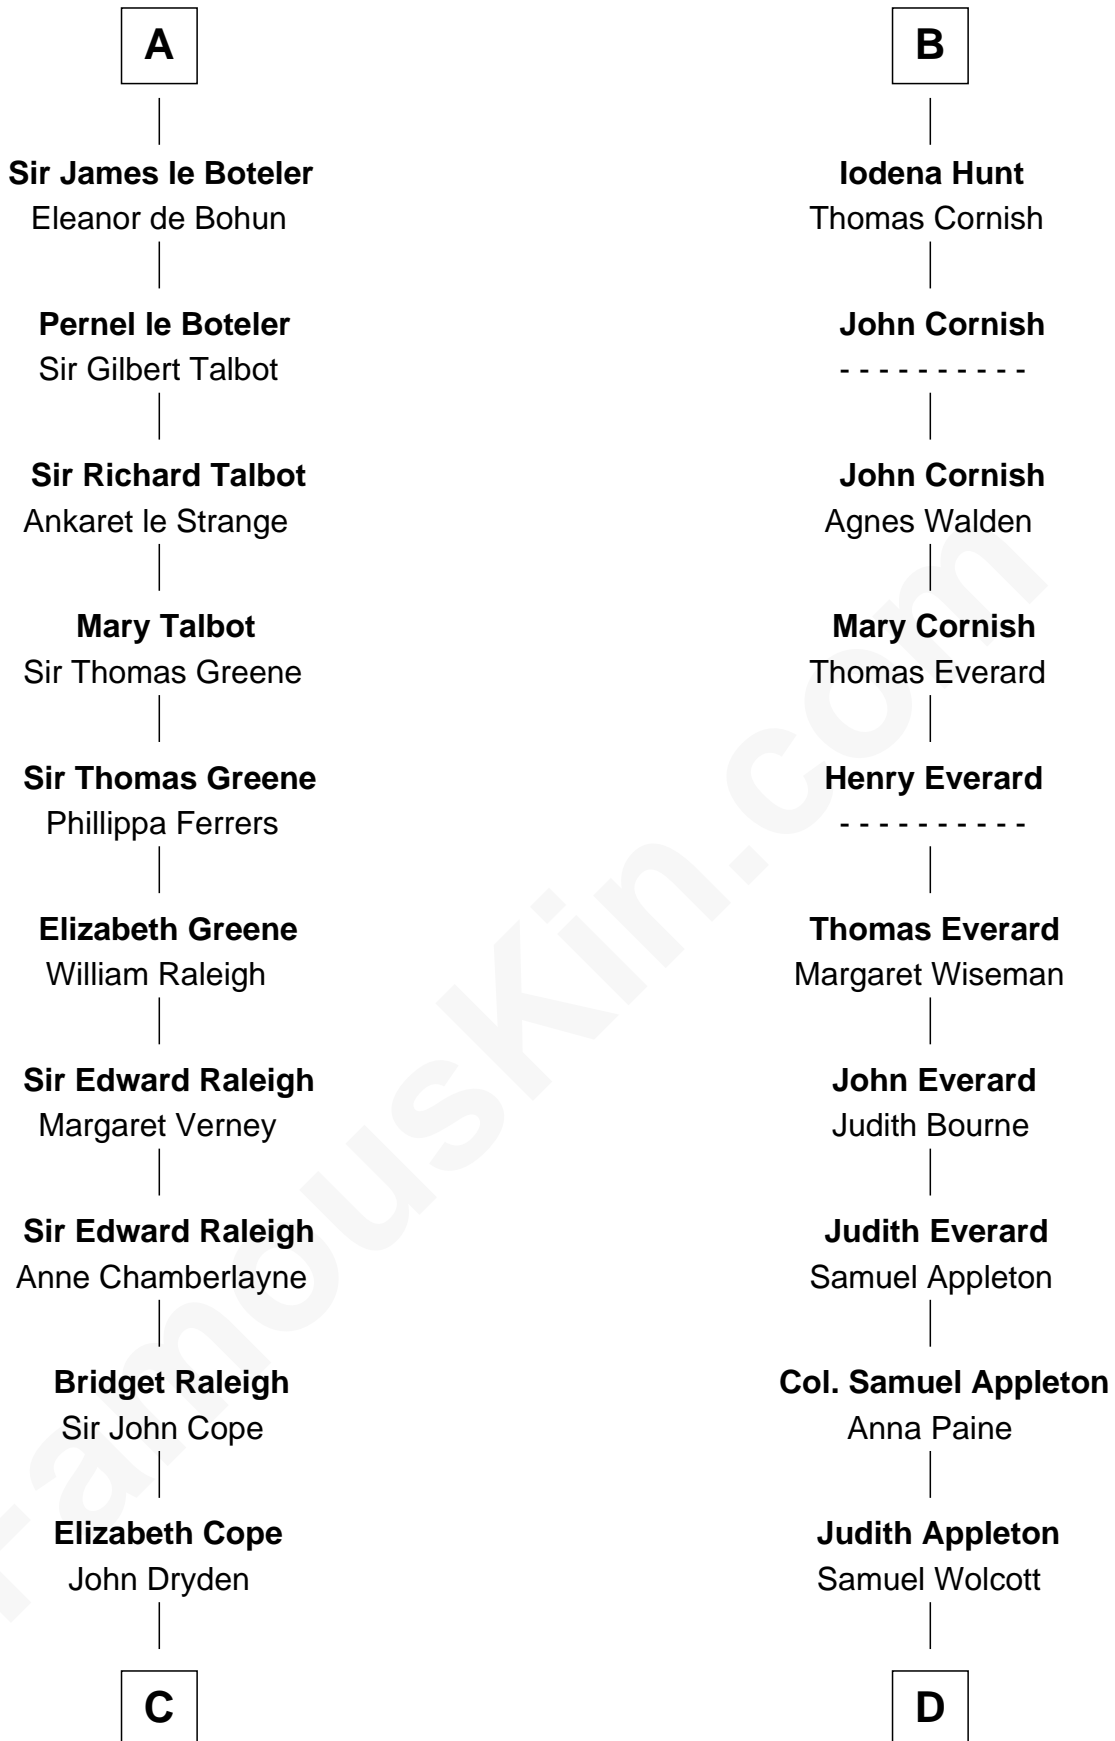 A
Sir James le Boteler
Eleanor de Bohun
Pernel le Boteler
Sir Gilbert Talbot
Sir Richard Talbot
Ankaret le Strange
Mary Talbot
Sir Thomas Greene
Sir Thomas Greene
Phillippa Ferrers
Elizabeth Greene
William Raleigh
Sir Edward Raleigh
Margaret Verney
Sir Edward Raleigh
Anne Chamberlayne
Bridget Raleigh
Sir John Cope
Elizabeth Cope
John Dryden
C
B
Iodena Hunt
Thomas Cornish
John Cornish
- - - - - - - - - -
John Cornish
Agnes Walden
Mary Cornish
Thomas Everard
Henry Everard
- - - - - - - - - -
Thomas Everard
Margaret Wiseman
John Everard
Judith Bourne
Judith Everard
Samuel Appleton
Col. Samuel Appleton
Anna Paine
Judith Appleton
Samuel Wolcott
D
FamousKin.com